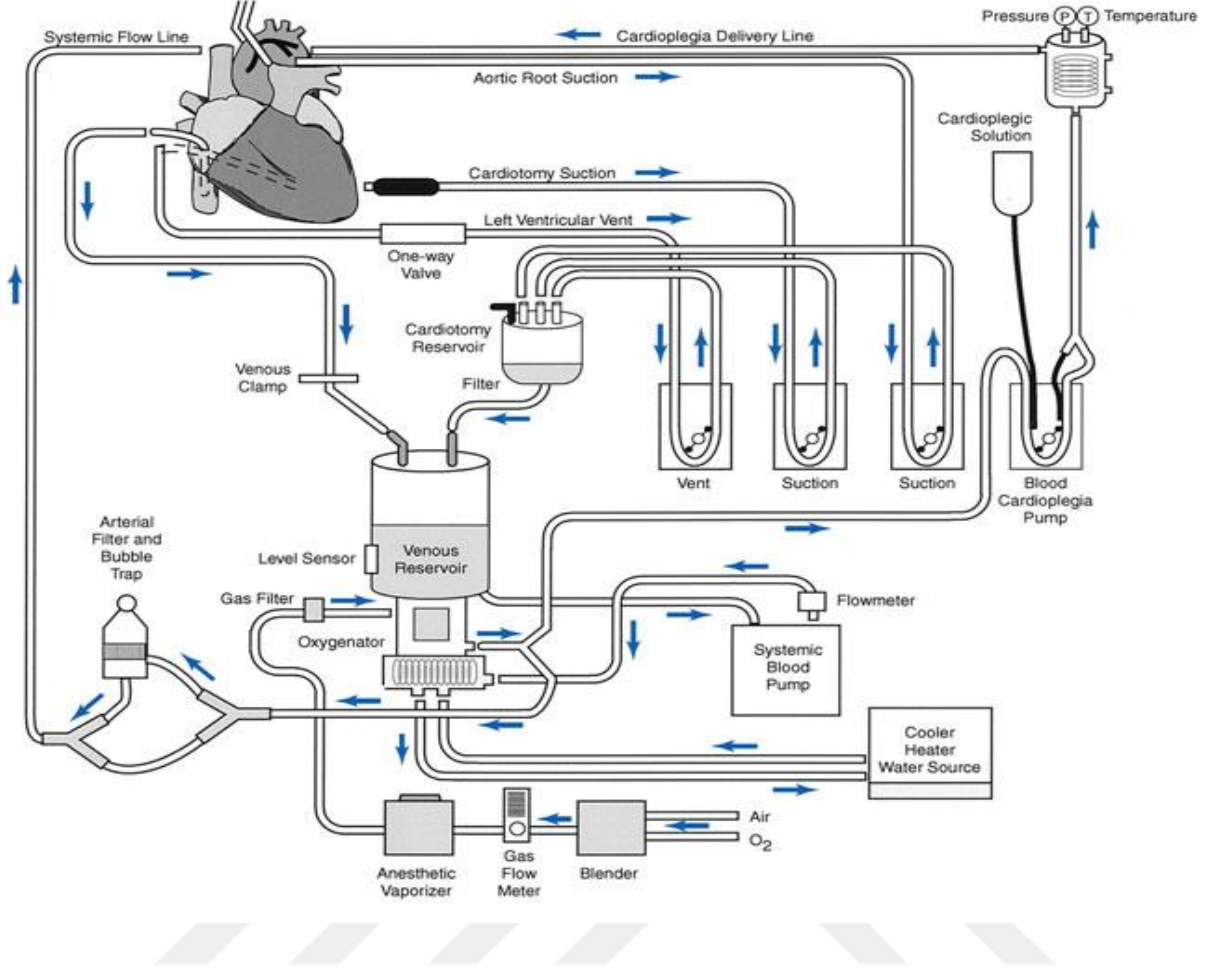 Pressure P T Temperature
Systemic Flow Line
Cardioplegia Delivery Line
Aortic Root Suction
Cardioplegic
Solution
Cardiotomy Suction
Left Ventricular Vent
One-way
Valve
Cardiotomy
Reservoir
Venous
Clamp
Filter
Vent
Suction
Suction
Blood
Cardioplegia
Pump
Arterial
Filter and
Bubble
Trap
Level Sensor
Venous
Reservoir
Gas Filter
Flowmeter
Oxygenator
Systemic
Blood
Pump
Cooler
Heater
Water Source
Air
O2
Anesthetic
Vaporizer
Gas
Flow
Meter
Blender